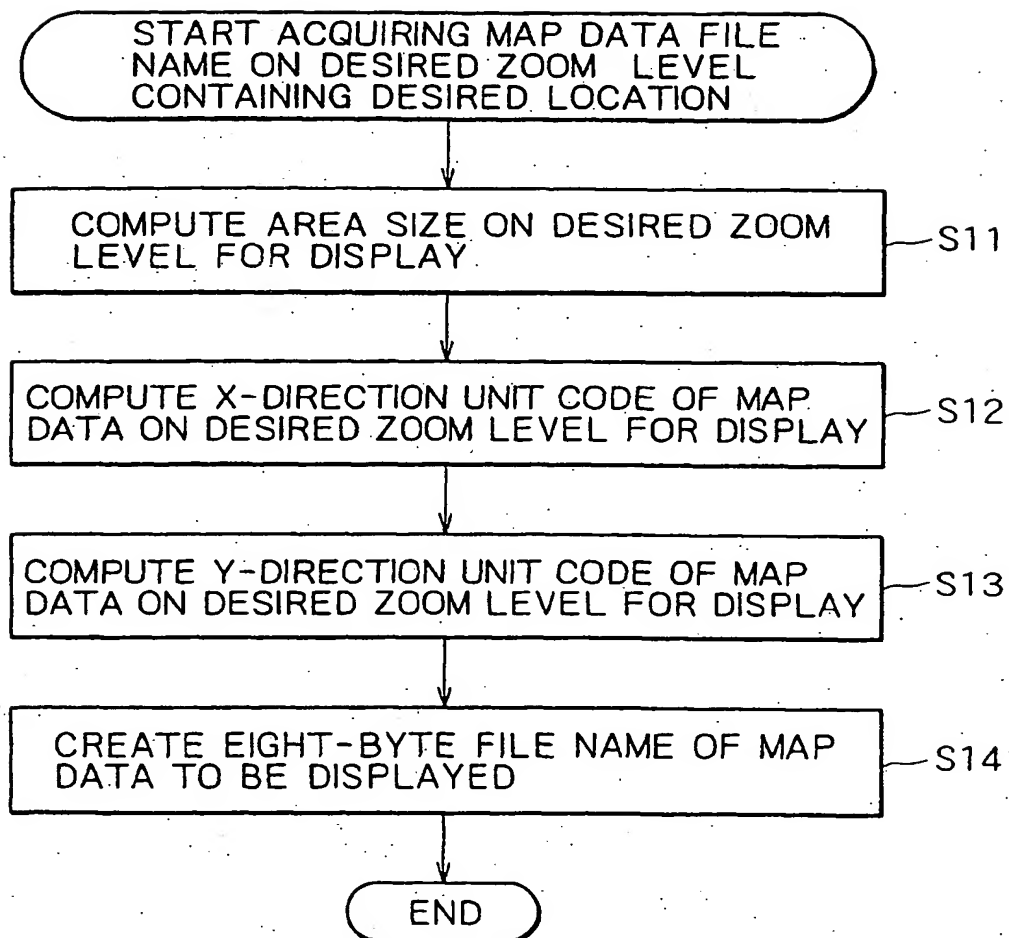 START ACQUIRING MAP DATA FILE
NAME ON DESIRED ZOOM LEVEL
CONTAINING DESIRED LOCATION
COMPUTE AREA SIZE ON DESIRED ZOOM
LEVEL FOR DISPLAY
S11
COMPUTE X-DIRECTION UNIT CODE OF MAP
DATA ON DESIRED ZOOM LEVEL FOR DISPLAY
S12
COMPUTE Y-DIRECTION UNIT CODE OF MAP
DATA ON DESIRED ZOOM LEVEL FOR DISPLAY
S13
CREATE EIGHT-BYTE FILE NAME OF MAP
DATA TO BE DISPLAYED
S14
END